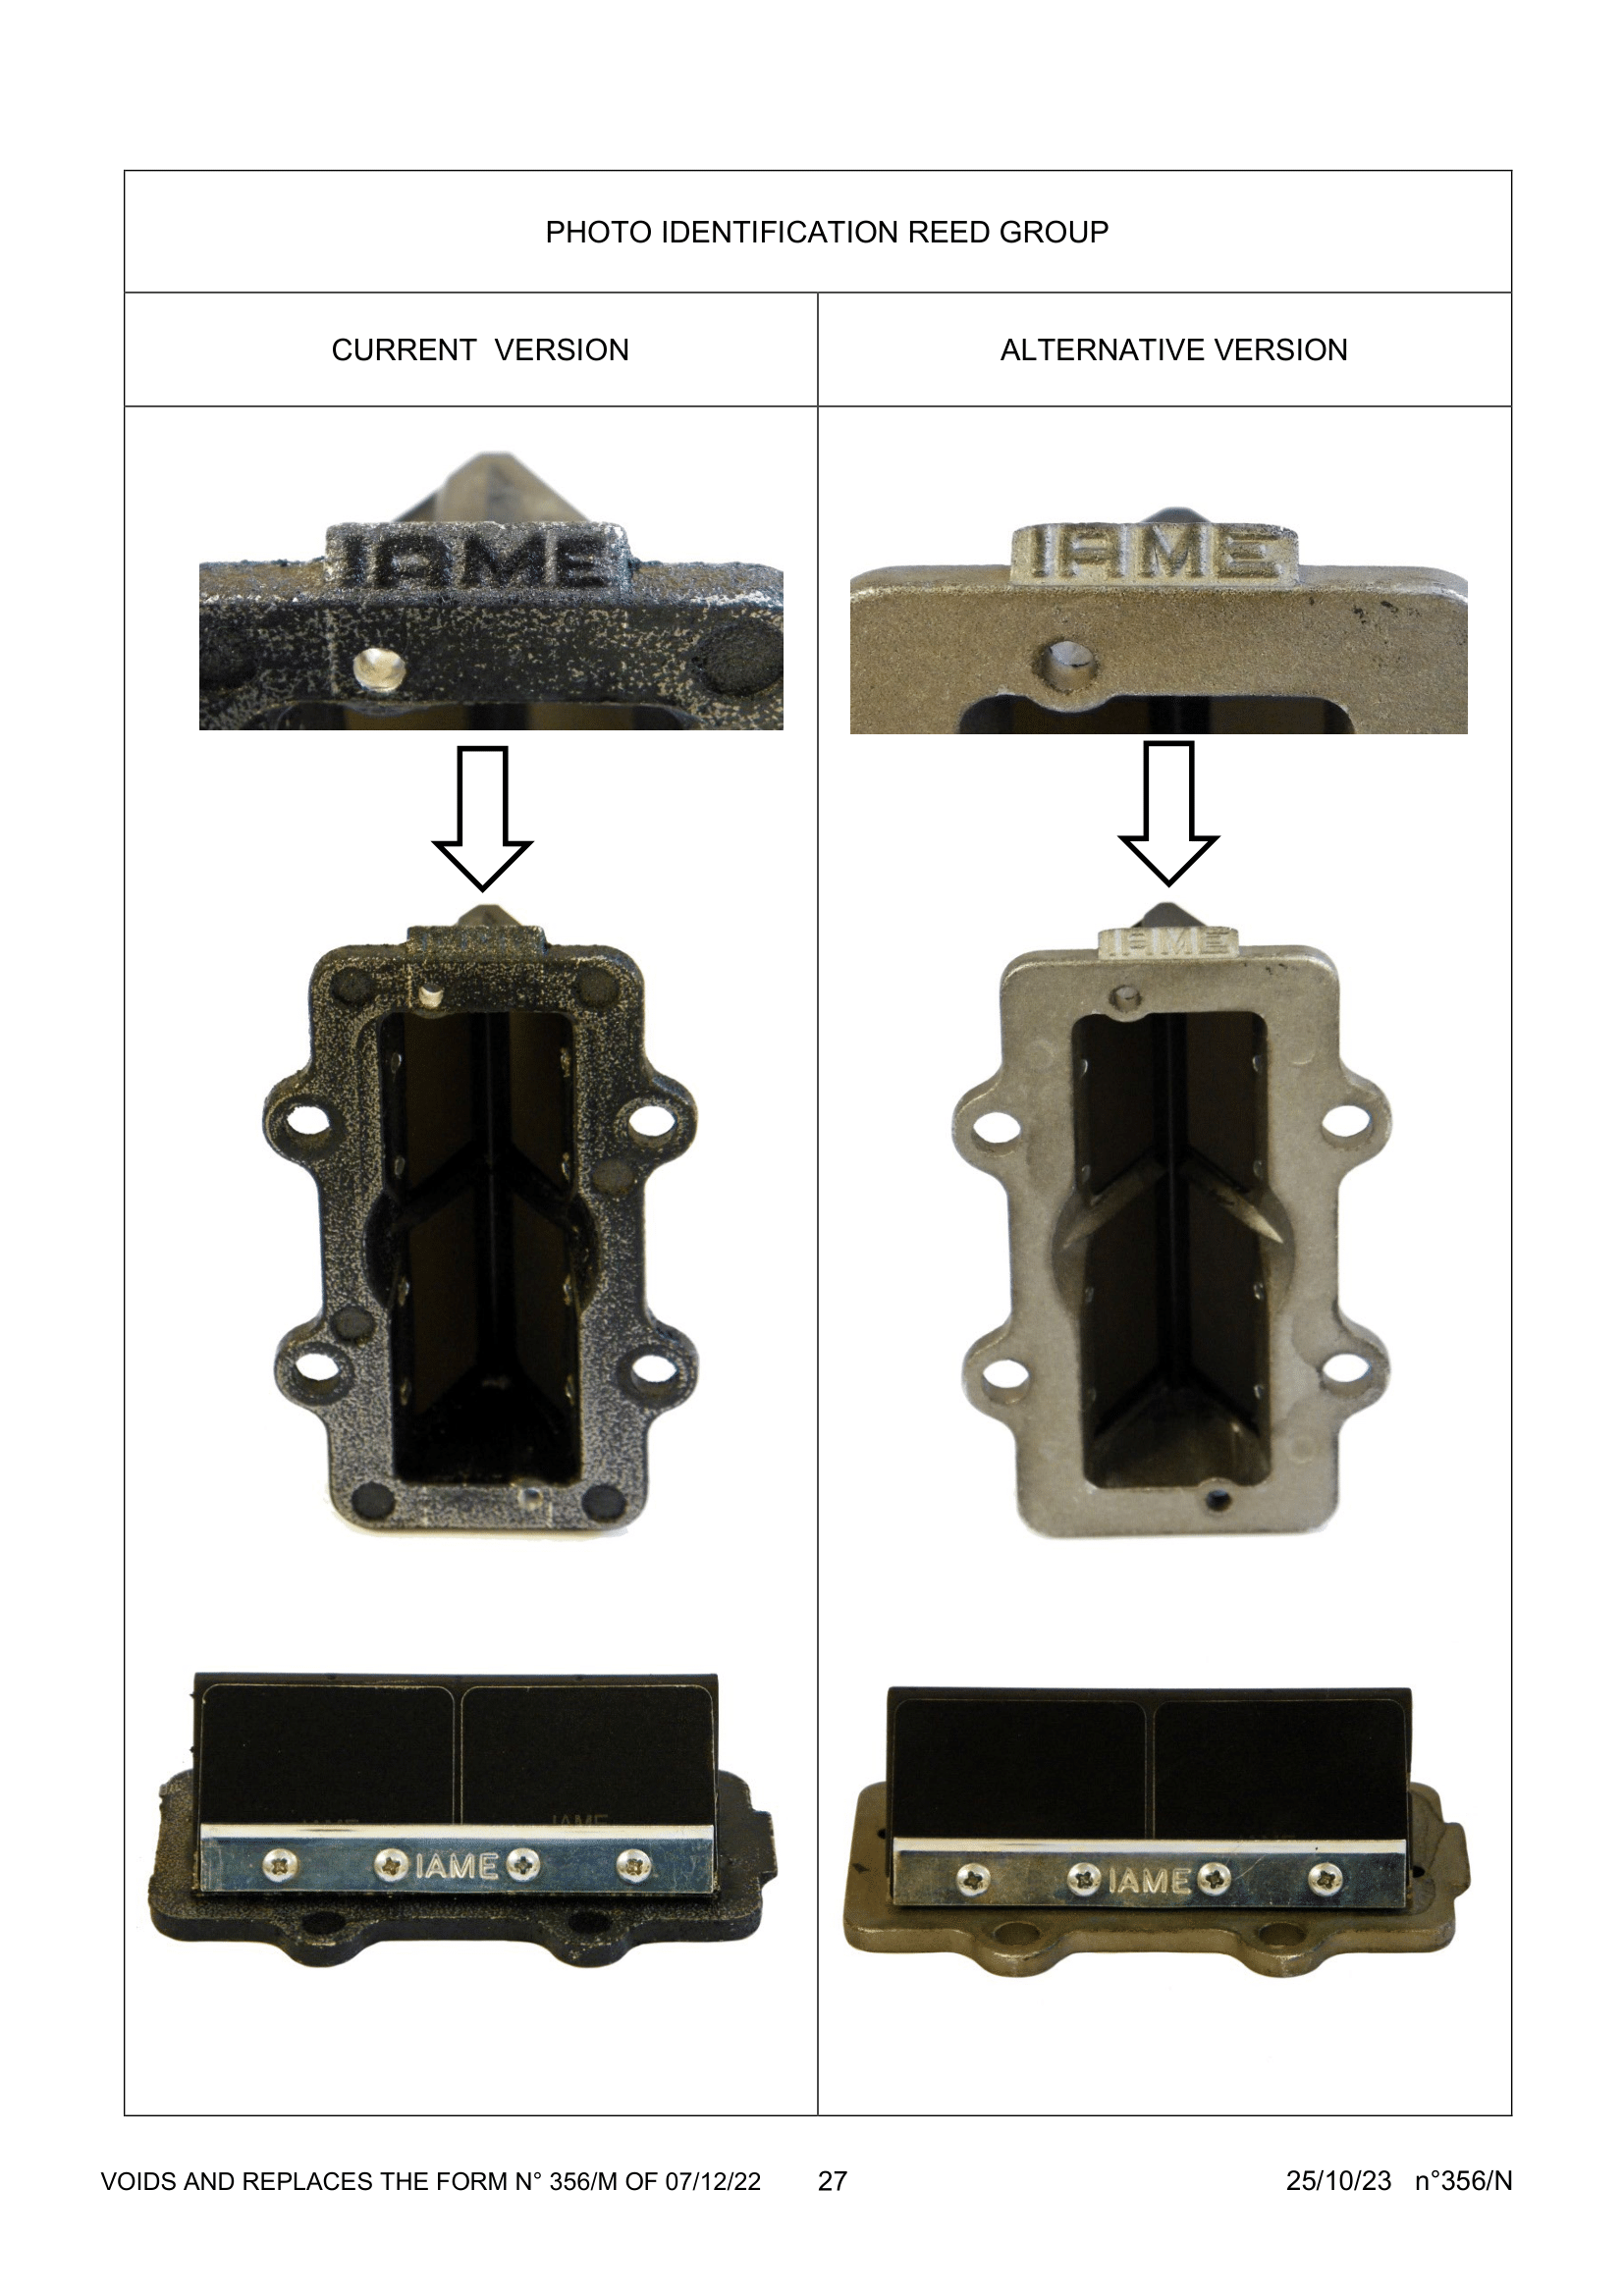 PHOTO IDENTIFICATION REED GROUP
CURRENT VERSION
ALTERNATIVE VERSION
IAME
IAME
IAME
IAME
IAME
IAME
IAME
VOIDS AND REPLACES THE FORM N° 356/M OF 07/12/22
27
25/10/23 n°356/N